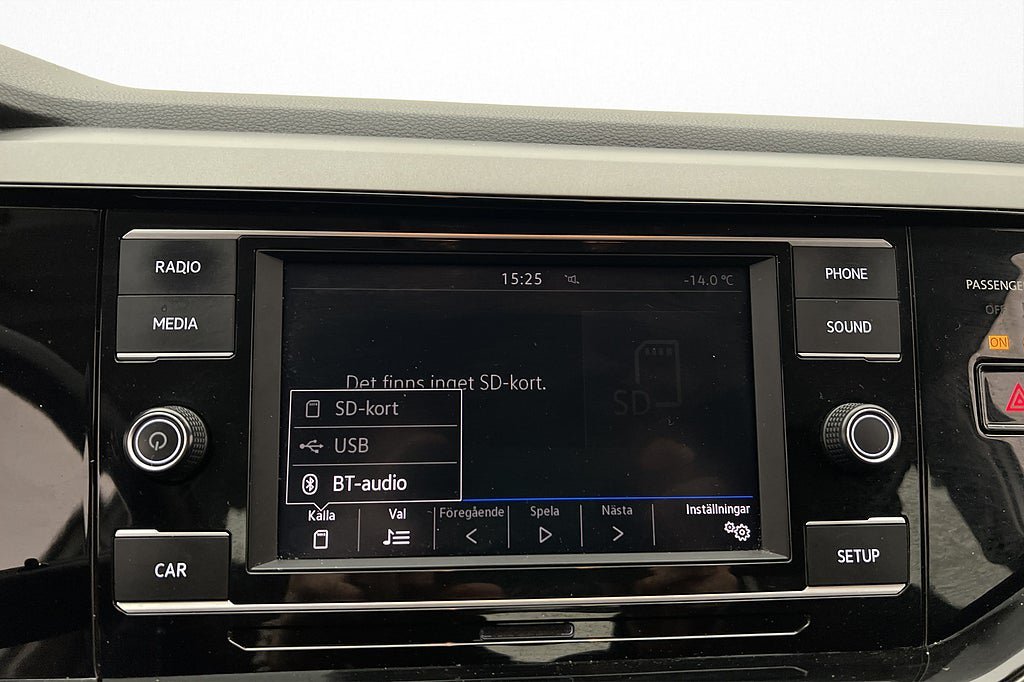 RADIO
MEDIA
15:25
-14.0 °C
PHONE
SOUND
PASSENGE
OFF
ON
Det finns inget SD-kort.
SD
SD-kort
USB
BT-audio
Källa
Val
Föregående
Spela
Nästa
Inställningar
CAR
SETUP